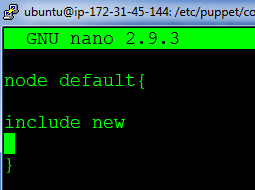 ubuntu@ip-172-31-45-144: /etc/puppet/co
GNU nano 2.9.3
node default{
include new
}